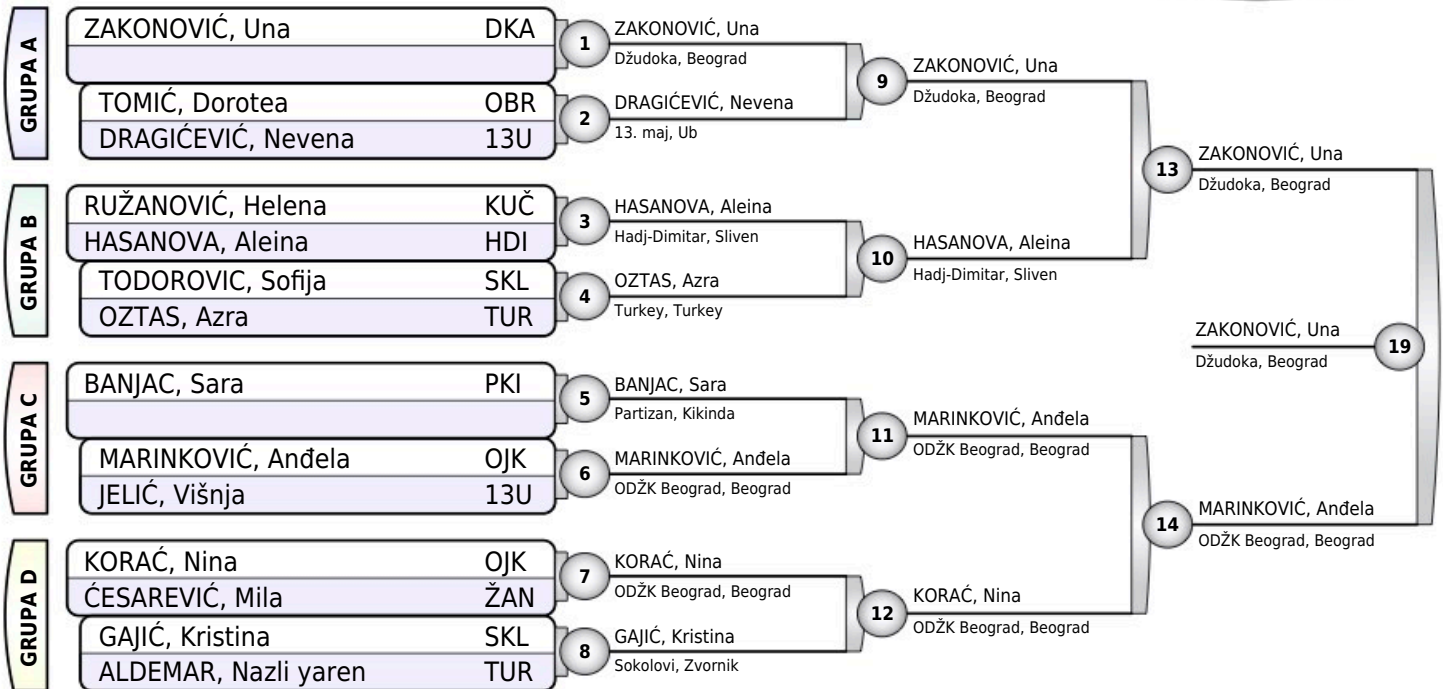 GRUPA A
ZAKONOVIĆ, Una DKA
TOMIĆ, Dorotea OBR
DRAGIĆEVIĆ, Nevena 13U
GRUPA B
RUŽANOVIĆ, Helena KUČ
HASANOVA, Aleina HDI
TODOROVIC, Sofija SKL
OZTAS, Azra TUR
GRUPA C
BANJAC, Sara PKI
MARINKOVIĆ, Anđela OJK
JELIĆ, Višnja 13U
GRUPA D
KORAĆ, Nina OJK
ĆESAREVIĆ, Mila ŽAN
GAJIĆ, Kristina SKL
ALDEMAR, Nazli yaren TUR
1
ZAKONOVIĆ, Una
Džudoka, Beograd
2
DRAGIĆEVIĆ, Nevena
13. maj, Ub
3
HASANOVA, Aleina
Hadj-Dimitar, Sliven
4
OZTAS, Azra
Turkey, Turkey
5
BANJAC, Sara
Partizan, Kikinda
6
MARINKOVIĆ, Anđela
ODŽK Beograd, Beograd
7
KORAĆ, Nina
ODŽK Beograd, Beograd
8
GAJIĆ, Kristina
Sokolovi, Zvornik
9
ZAKONOVIĆ, Una
Džudoka, Beograd
10
HASANOVA, Aleina
Hadj-Dimitar, Sliven
11
MARINKOVIĆ, Anđela
ODŽK Beograd, Beograd
12
KORAĆ, Nina
ODŽK Beograd, Beograd
13
ZAKONOVIĆ, Una
Džudoka, Beograd
14
MARINKOVIĆ, Anđela
ODŽK Beograd, Beograd
ZAKONOVIĆ, Una
Džudoka, Beograd
19